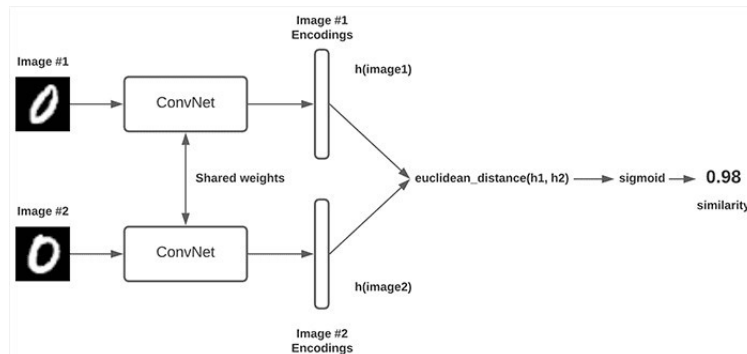 Image #1
Encodings
Image #1
h(image1)
ConvNet
Shared weights
euclidean_distance(h1, h2)
sigmoid
0.98
similarity
Image #2
ConvNet
h(image2)
Image #2
Encodings